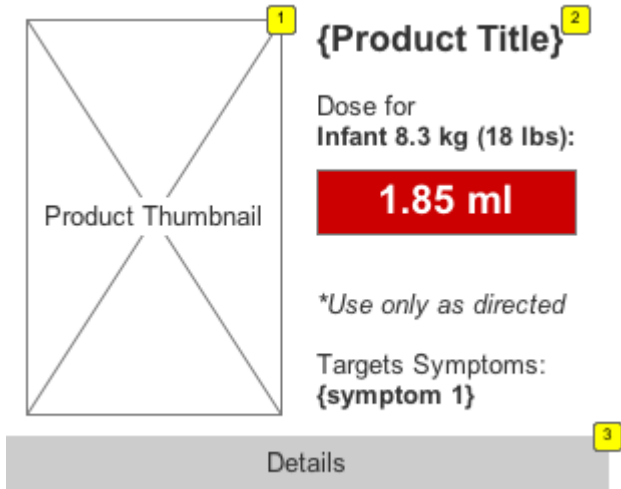 1
{Product Title}
2
Dose for
Infant 8.3 kg (18 lbs):
1.85 ml
Product Thumbnail
*Use only as directed
Targets Symptoms:
{symptom 1}
3
Details